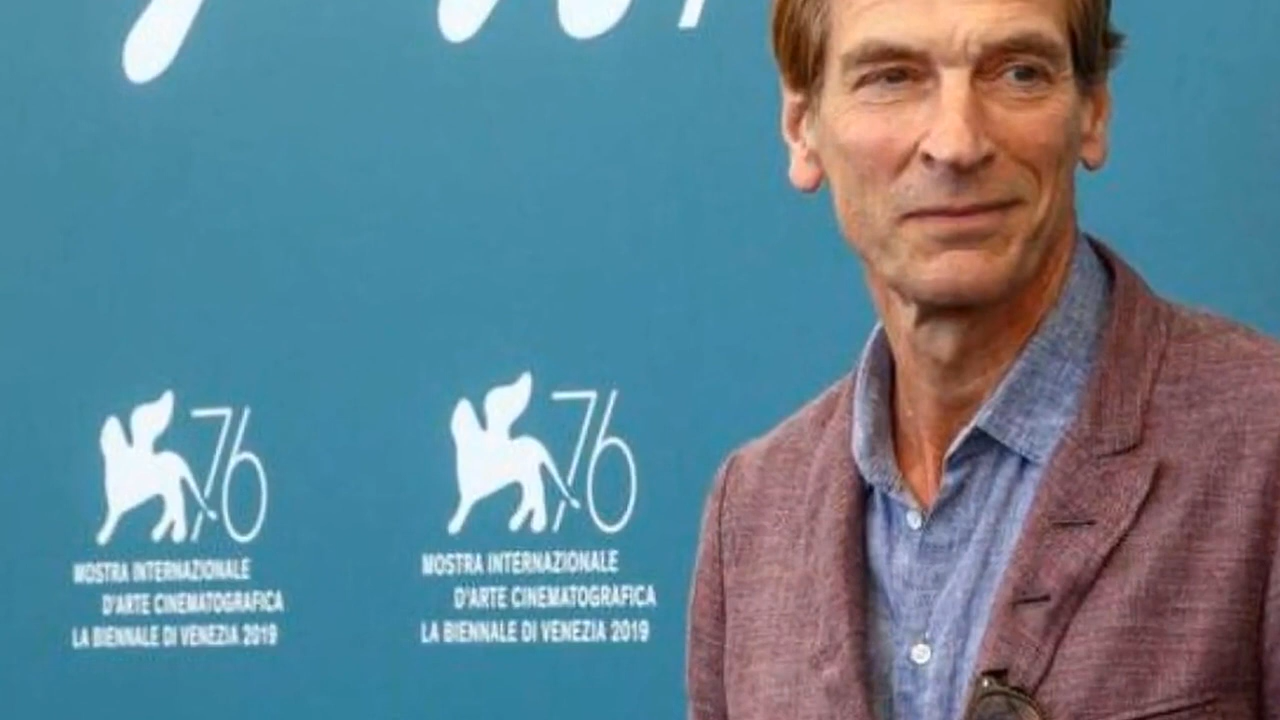 76
MOSTRA INTERNAZIONALE
D'ARTE CINEMATOGRAFICA
LA BIENNALE DI VENEZIA 2019
76
MOSTRA INTERNAZIONALE
D'ARTE CINEMATOGRAFICA
LA BIENNALE DI VENEZIA 2019